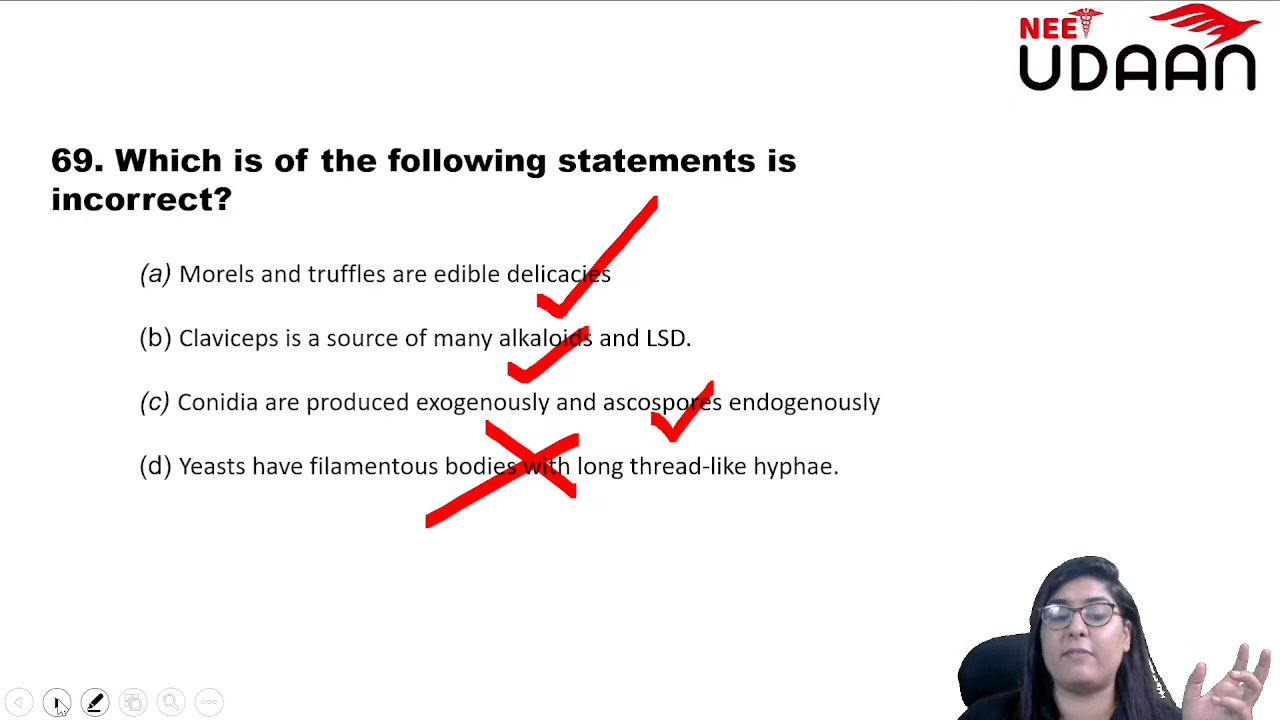 NEET
UDAAN
69. Which is of the following statements is
incorrect?
(a) Morels and truffles are edible delicacies
(b) Claviceps is a source of many alkaloids and LSD.
(c) Conidia are produced exogenously and ascospores endogenously
(d) Yeasts have filamentous bodies with long thread-like hyphae.